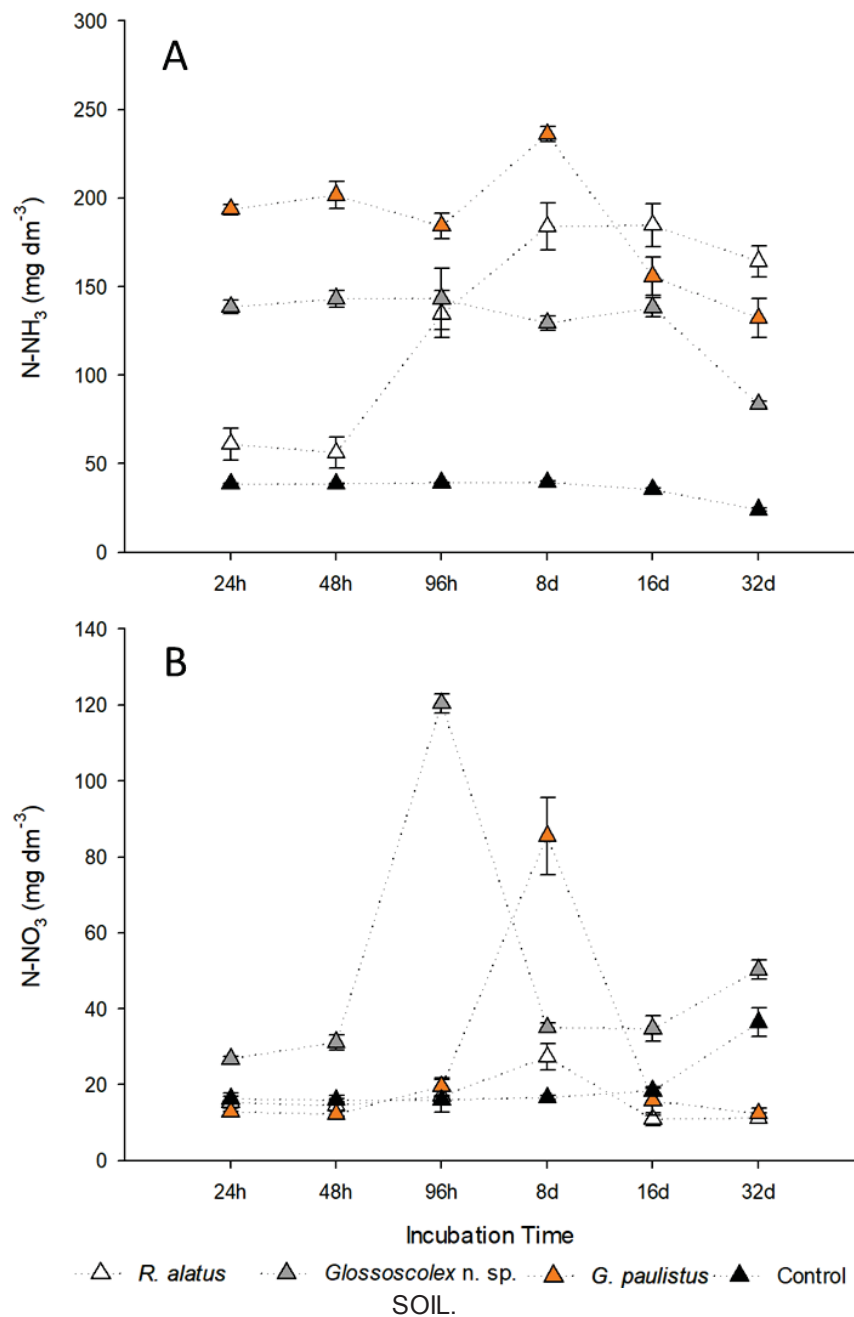 300
A
250
200
150
100
50
0
N-NH3 (mg dm-3)
24h 48h 96h 8d 16d 32d
140
B
120
100
80
60
40
20
0
N-NO3 (mg dm-3)
24h 48h 96h 8d 16d 32d
Incubation Time
R. alatus Glossoscolex n. sp. G. paulistus Control
SOIL.